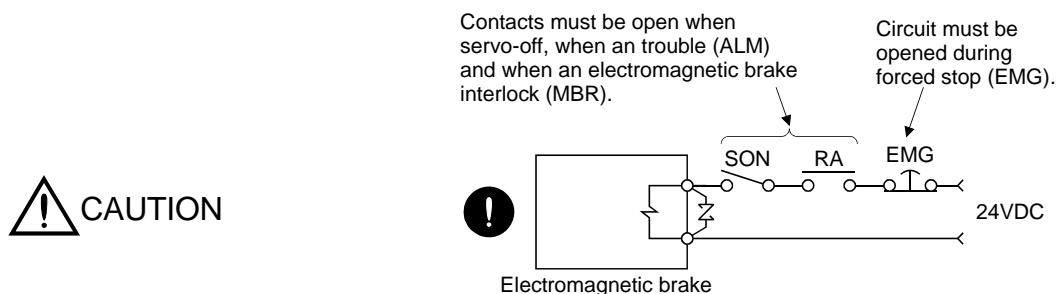 Contacts must be open when
servo-off, when an trouble (ALM)
and when an electromagnetic brake
interlock (MBR).
Circuit must be
opened during
forced stop (EMG).
SON RA EMG
CAUTION
24VDC
Electromagnetic brake